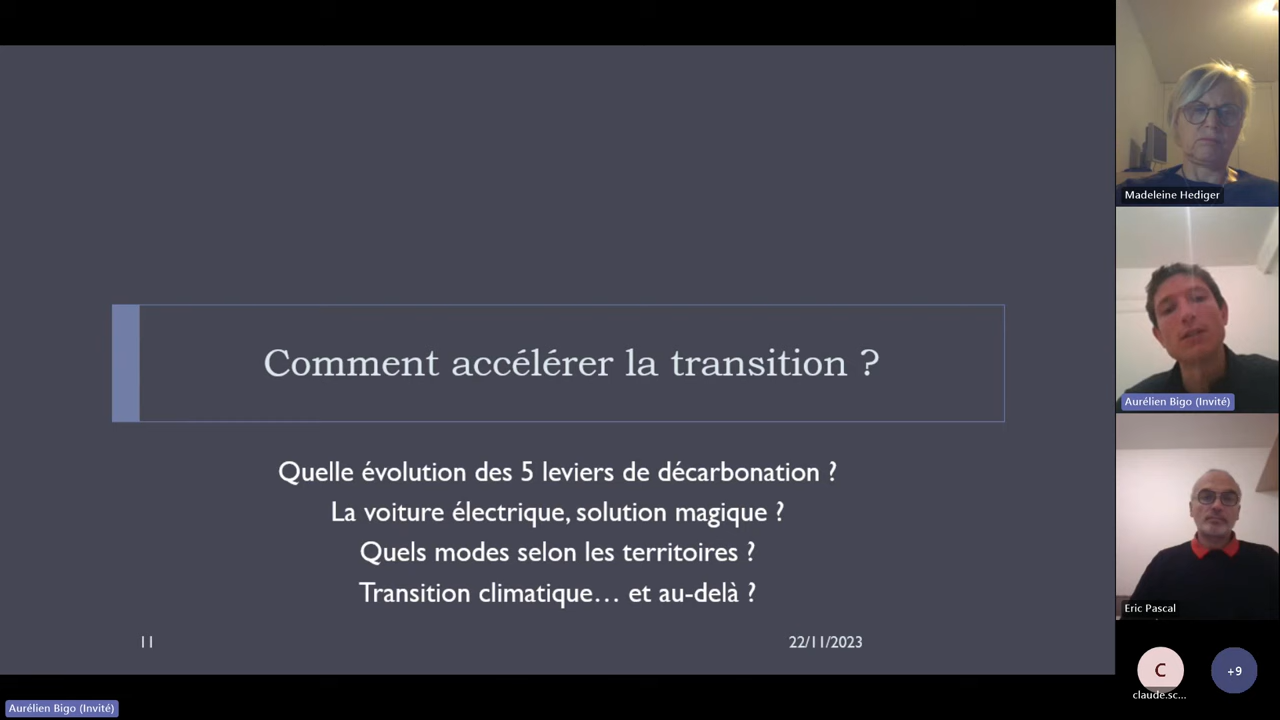 Comment accélérer la transition ?
Quelle évolution des 5 leviers de décarbonation ?
La voiture électrique, solution magique ?
Quels modes selon les territoires ?
Transition climatique… et au-delà ?
11
22/11/2023
Aurélien Bigo (Invité)
Madeleine Hediger
Aurélien Bigo (Invité)
Eric Pascal
C
claude.sc...
+9